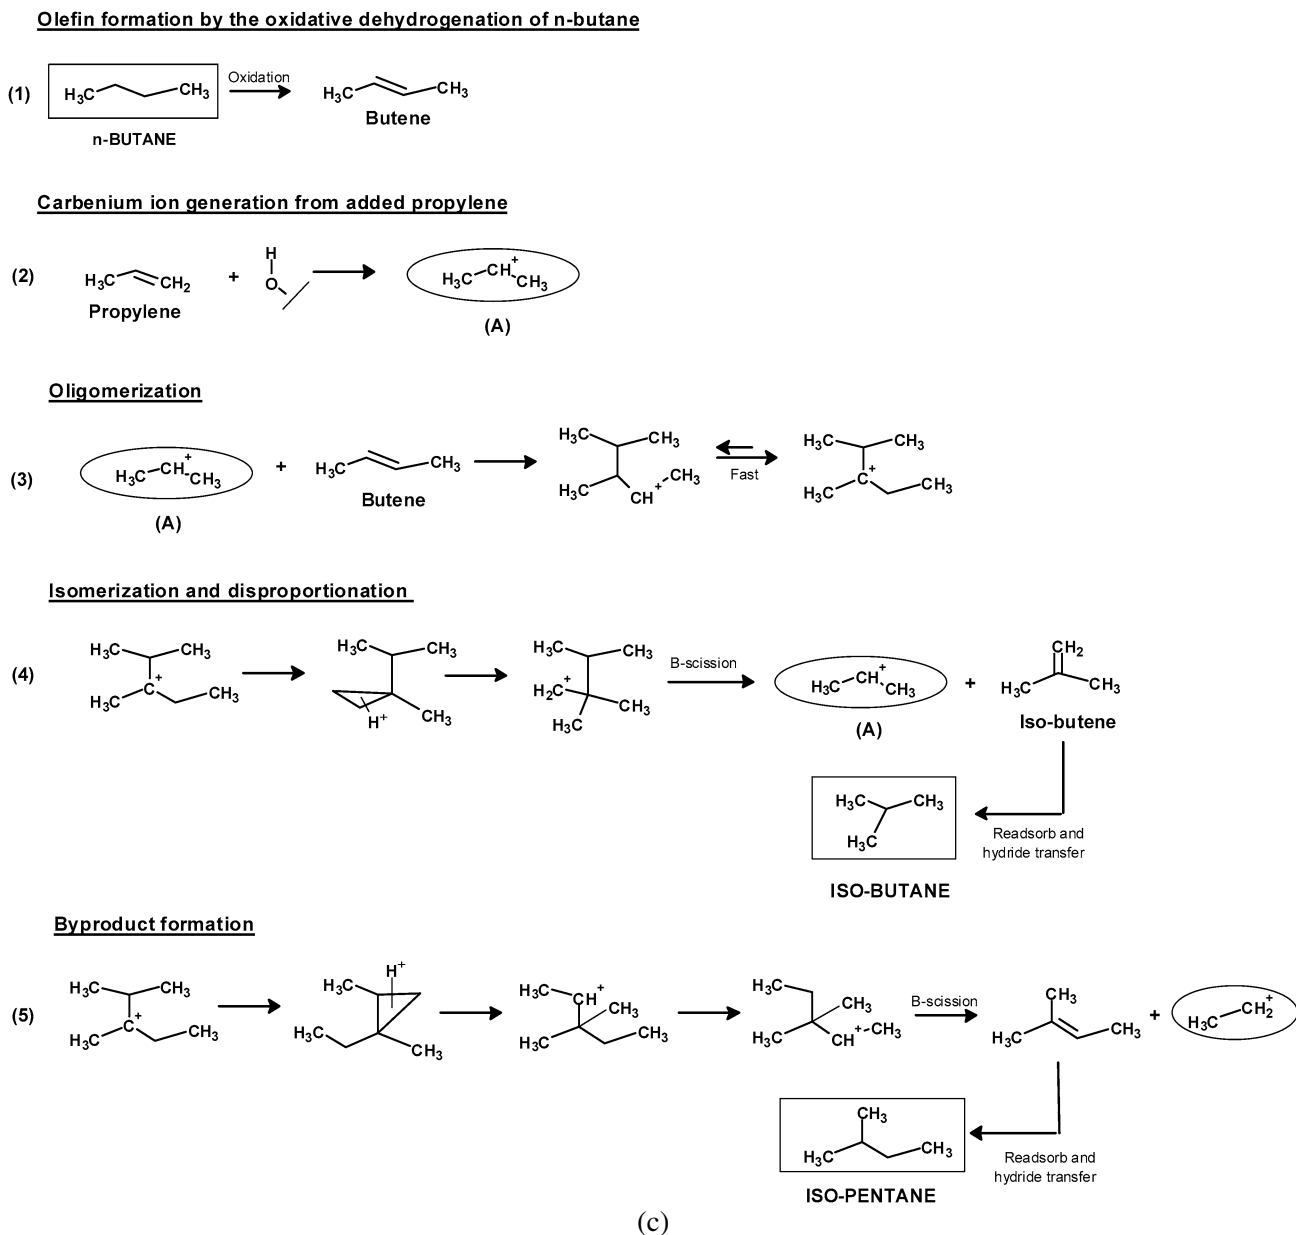 Olefin formation by the oxidative dehydrogenation of n-butane
(1) H₃C CH₃ Oxidation H₃C CH₃
n-BUTANE Butene
Carbenium ion generation from added propylene
(2) H₃C CH₂ + H O H₃C CH + CH₃
Propylene (A)
Oligomerization
(3) H₃C CH + CH₃ + H₃C CH₃ H₃C CH₃ H₃C CH + CH₃ Fast H₃C CH₃ H₃C C + CH₃
(A) Butene
Isomerization and disproportionation
(4) H₃C CH₃ H₃C C + CH₃ H₃C CH₃ H⁺ CH₃ H₃C CH₃ H₂C + CH₃ H₃C B-scission H₃C CH + CH₃ + CH₂ H₃C CH₃
(A) Iso-butene
H₃C CH₃ H₃C Readsorb and
hydride transfer
ISO-BUTANE
Byproduct formation
(5) H₃C CH₃ H₃C C + CH₃ H⁺ H₃C H₃C CH₃ H₃C CH + CH₃ H₃C CH₃ H₃C CH₃ H₃C CH + CH₃ B-scission CH₃ H₃C CH₃ + H₃C CH₂ +
CH₃ H₃C CH₃ Readsorb and
hydride transfer
ISO-PENTANE
(c)